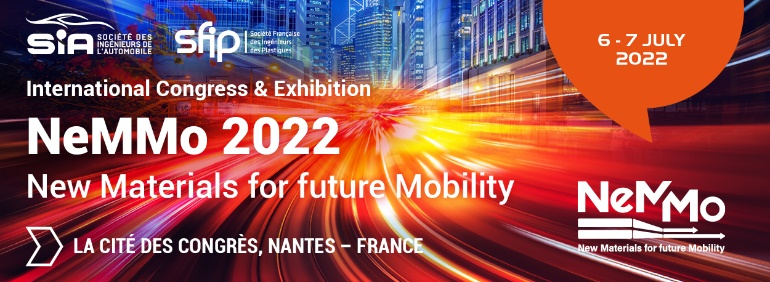 SIA
SOCIÉTÉ DES
INGÉNIEURS DE
L'AUTOMOBILE
sfip
Société Française
des Ingénieurs
des Plastiques
6 - 7 JULY
2022
International Congress & Exhibition
NeMMo 2022
New Materials for future Mobility
LA CITÉ DES CONGRÈS, NANTES – FRANCE
NeMMo
New Materials for future Mobility